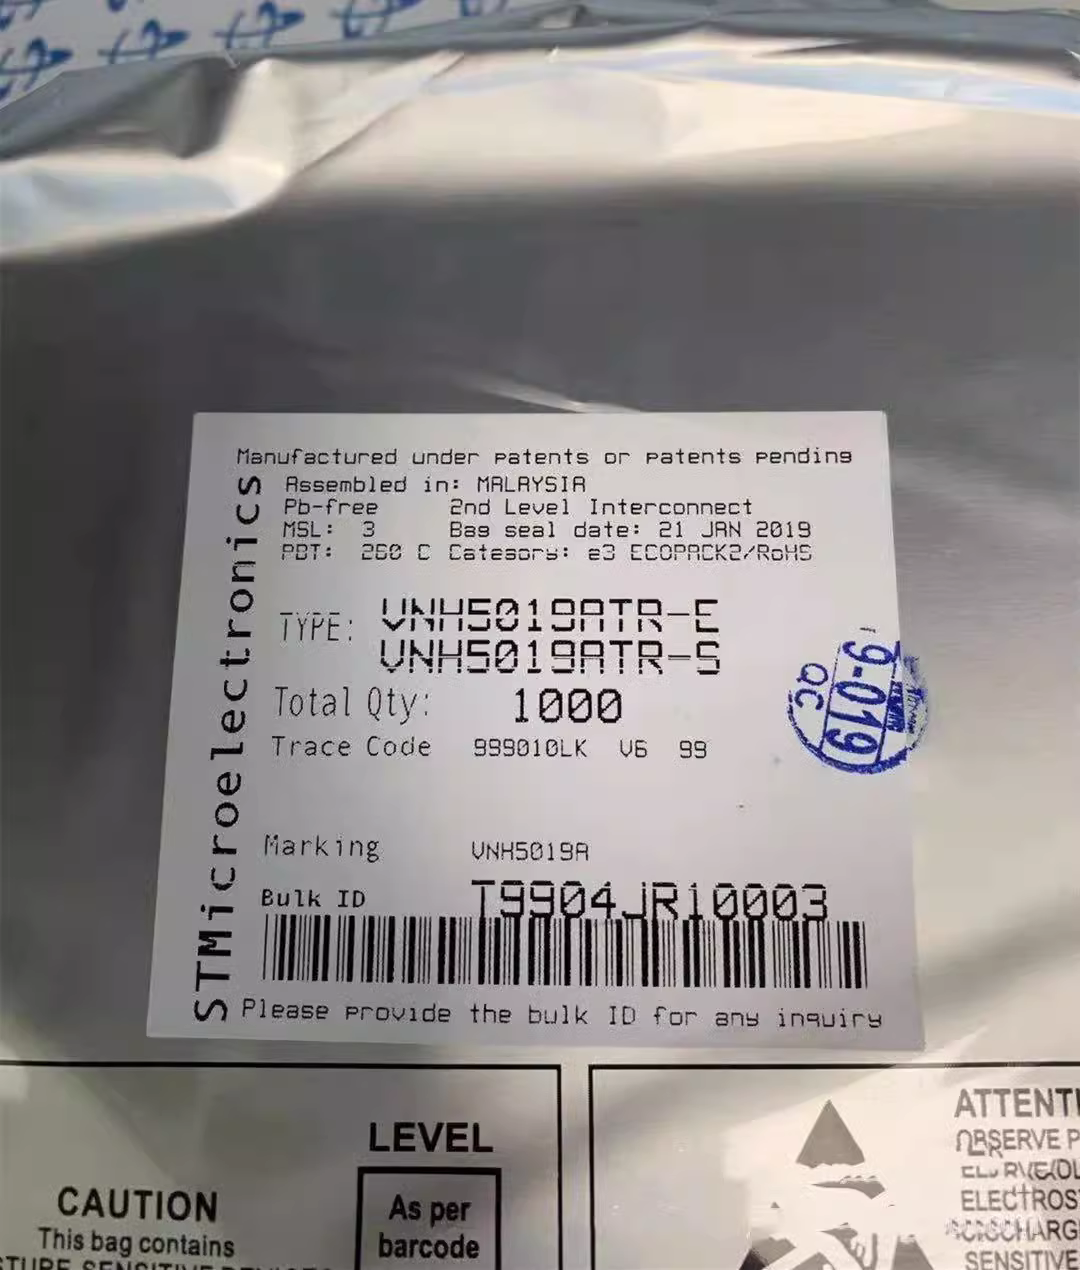 Manufactured under patents or patents pending
Assembled in: MALAYSIA
Pb-free 2nd Level Interconnect
MSL: 3 Bag seal date: 21 JAN 2019
PBT: 260 C Category: e3 ECOPACK2/RoHS
TYPE: VNH5019ATR-E
VNH5019ATR-S
Total Qty: 1000
Trace Code 999010LK V6 99
Marking VNH5019A
Bulk ID T9904JR10003
Please provide the bulk ID for any inquiry
STMicroelectronics
9-019
QC
LEVEL
As per
barcode
CAUTION
This bag contains
ATTENTI
OBSERVE P
ELECTROS
SENSITIVE